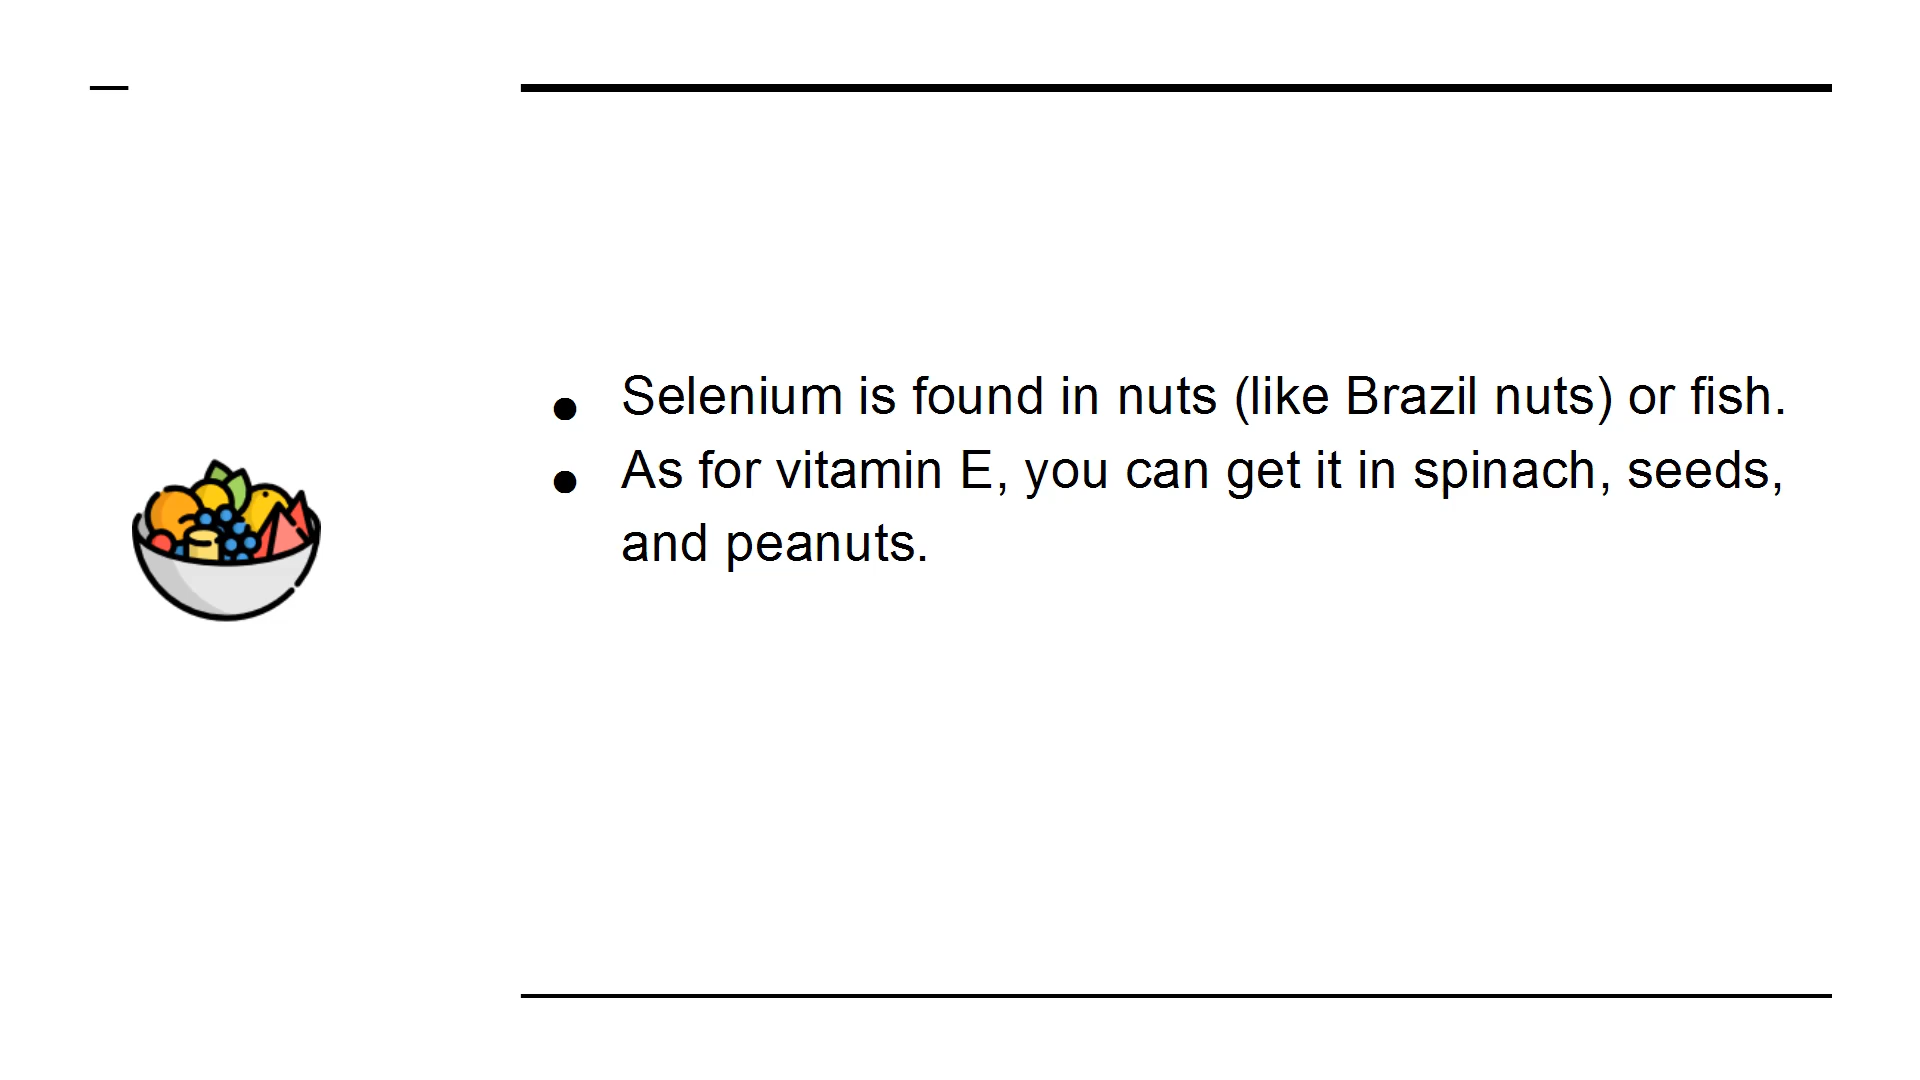 ● Selenium is found in nuts (like Brazil nuts) or fish.
● As for vitamin E, you can get it in spinach, seeds,
and peanuts.